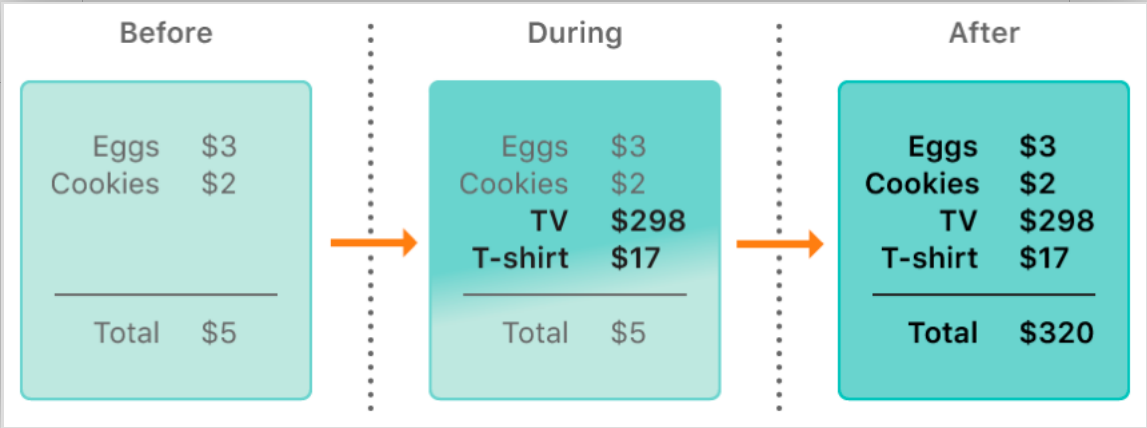 Before
Eggs $3
Cookies $2
Total $5
During
Eggs $3
Cookies $2
TV $298
T-shirt $17
Total $5
After
Eggs $3
Cookies $2
TV $298
T-shirt $17
Total $320